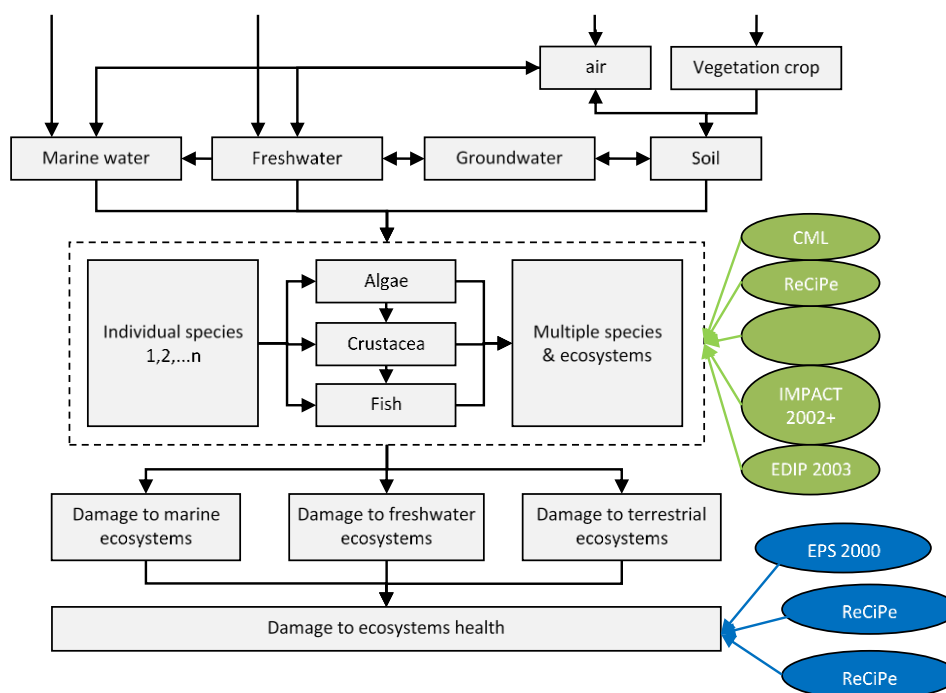 air
Vegetation crop
Marine water
Freshwater
Groundwater
Soil
Individual species
1,2,...n
Algae
Crustacea
Fish
Multiple species
& ecosystems
CML
ReCiPe
IMPACT
2002+
EDIP 2003
Damage to marine
ecosystems
Damage to freshwater
ecosystems
Damage to terrestrial
ecosystems
EPS 2000
ReCiPe
Damage to ecosystems health
ReCiPe